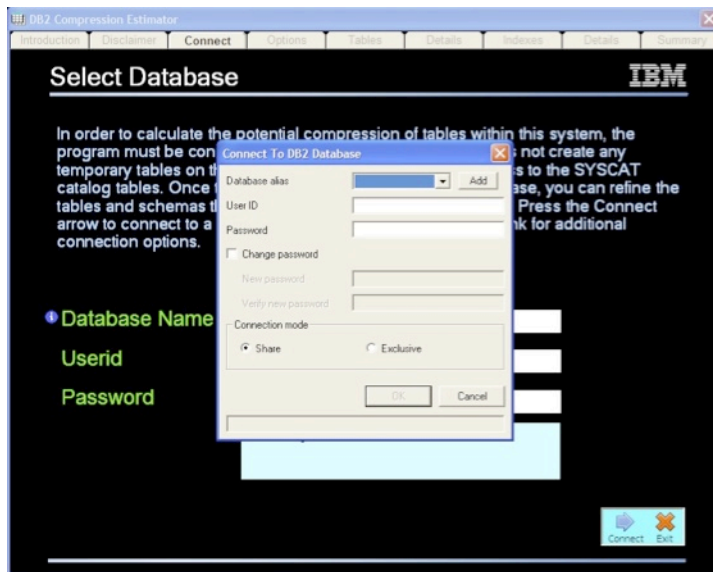 DB2 Compression Estimator
Introduction Disclaimer Connect Options Tables Details Indexes Details Summary
Select Database
IBM
In order to calculate the potential compression of tables within this system, the
program must be con
not create any
temporary tables on th
ss to the SYSCAT
catalog tables. Once
ase, you can refine the
tables and schemas
Press the Connect
arrow to connect to a
nk for additional
connection options.
Connect To DB2 Database
Database alias
Add
User ID
Password
Change password
New password
Verify new password
Connection mode
Share
Exclusive
OK
Cancel
Database Name
Userid
Password
Connect Exit